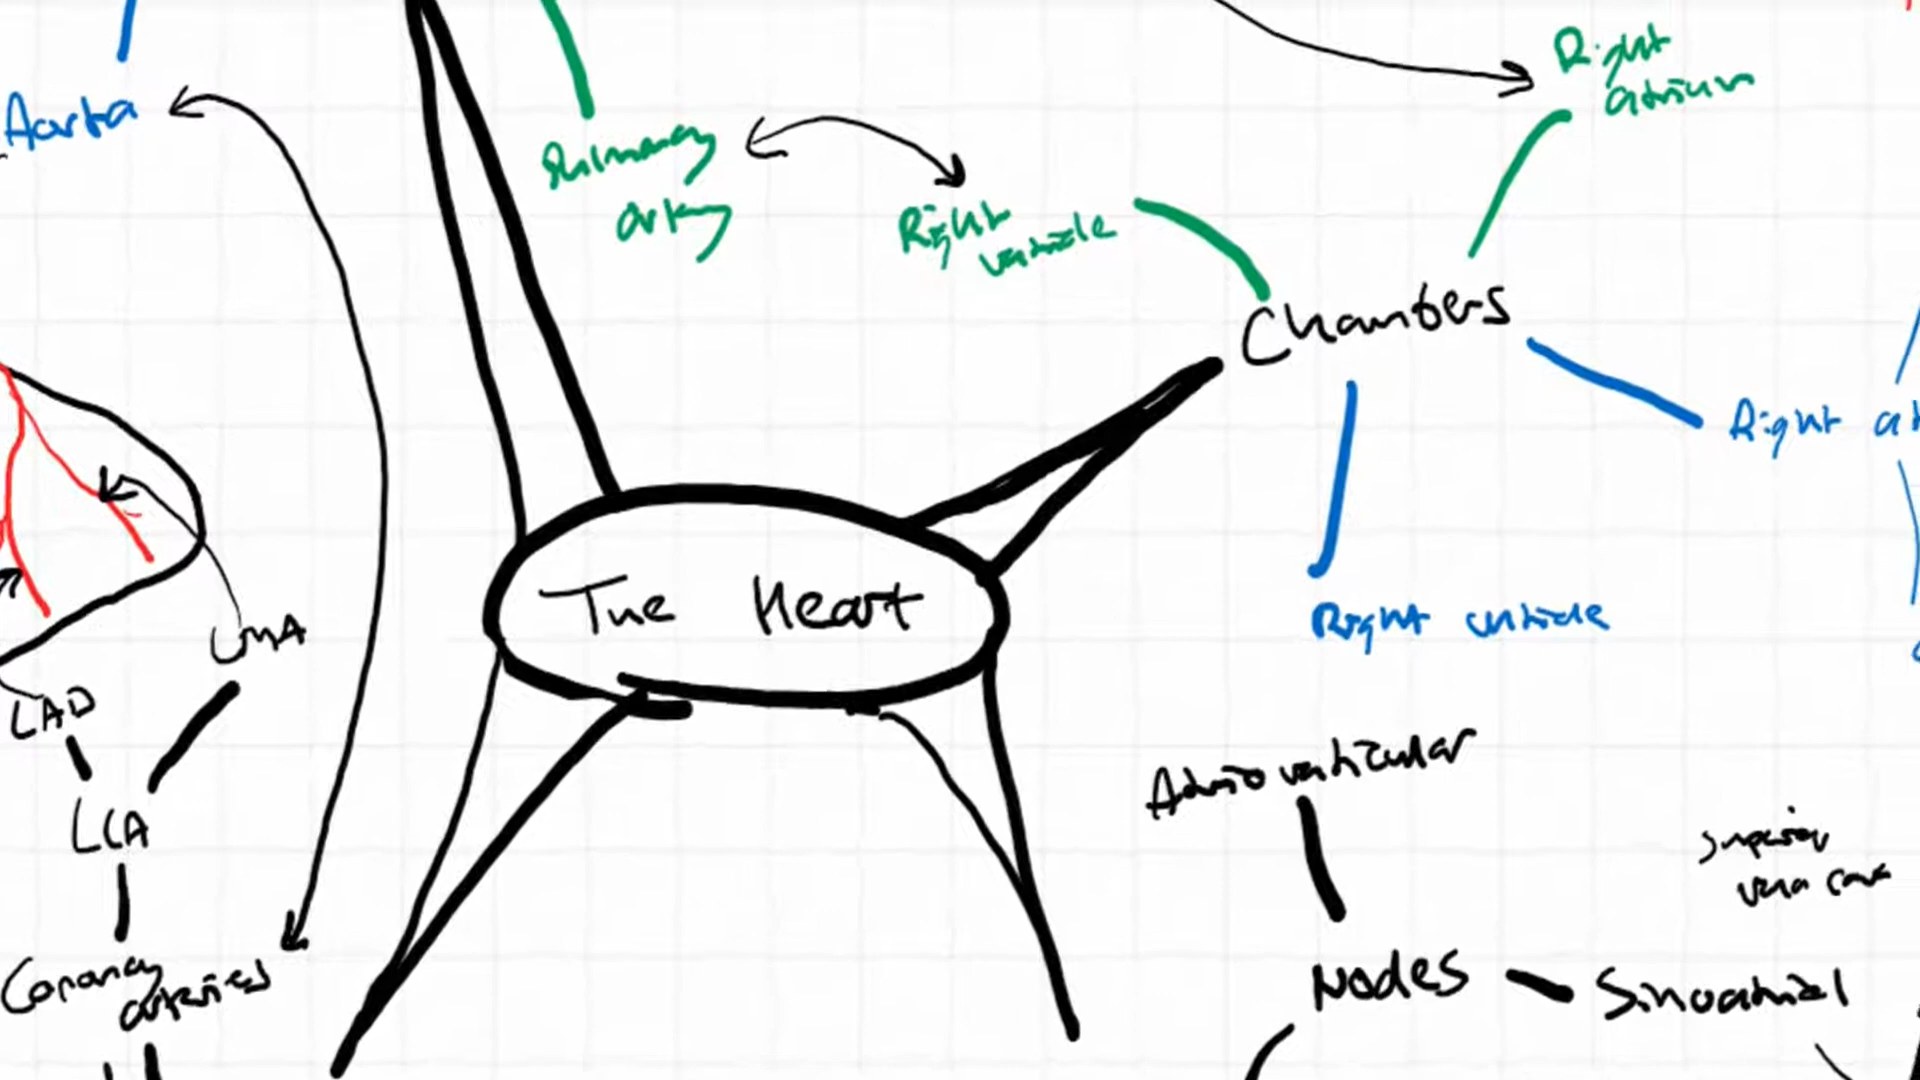 Right
atrium
Aorta
Pulmonary
artery
Right
ventricle
Chambers
Right at
The Heart
Right ventricle
LMA
LAD
Atrioventricular
LCA
Superior
vena cava
Coronary
arteries
Nodes
Sinoatrial